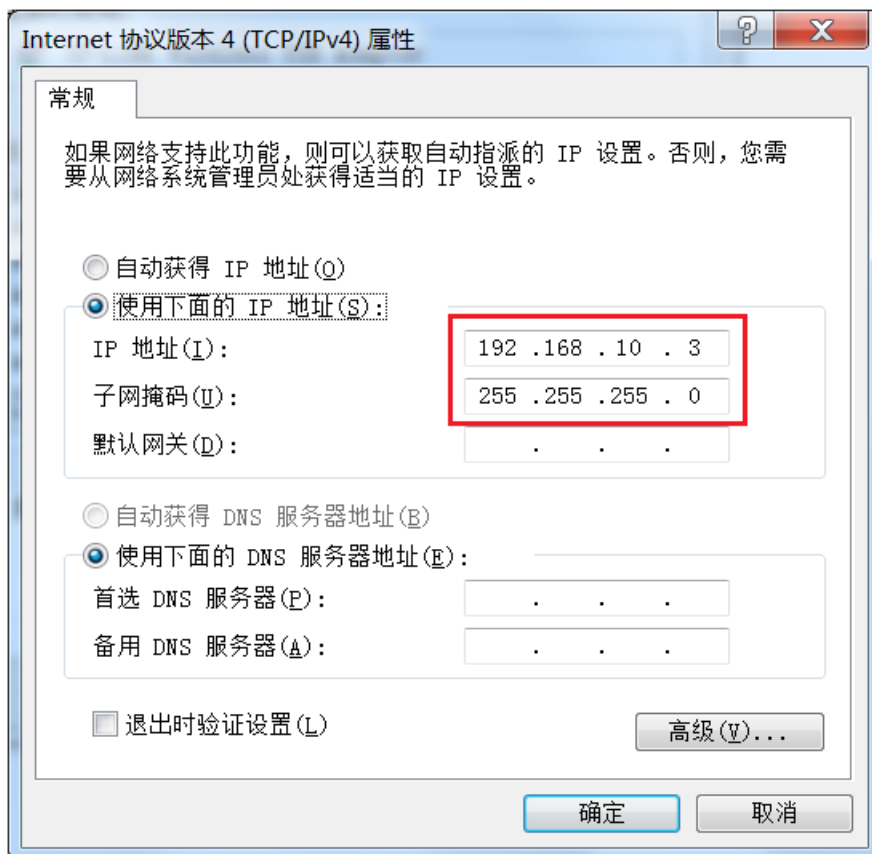 Internet 协议版本 4 (TCP/IPv4) 属性
常规
如果网络支持此功能，则可以获取自动指派的 IP 设置。否则，您需
要从网络系统管理员处获得适当的 IP 设置。
自动获得 IP 地址(O)
使用下面的 IP 地址(S):
IP 地址(I): 192 .168 . 10 . 3
子网掩码(U): 255 .255 .255 . 0
默认网关(D): . . .
自动获得 DNS 服务器地址(B)
使用下面的 DNS 服务器地址(E):
首选 DNS 服务器(P): . . .
备用 DNS 服务器(A): . . .
退出时验证设置(L)
高级(V)...
确定 取消